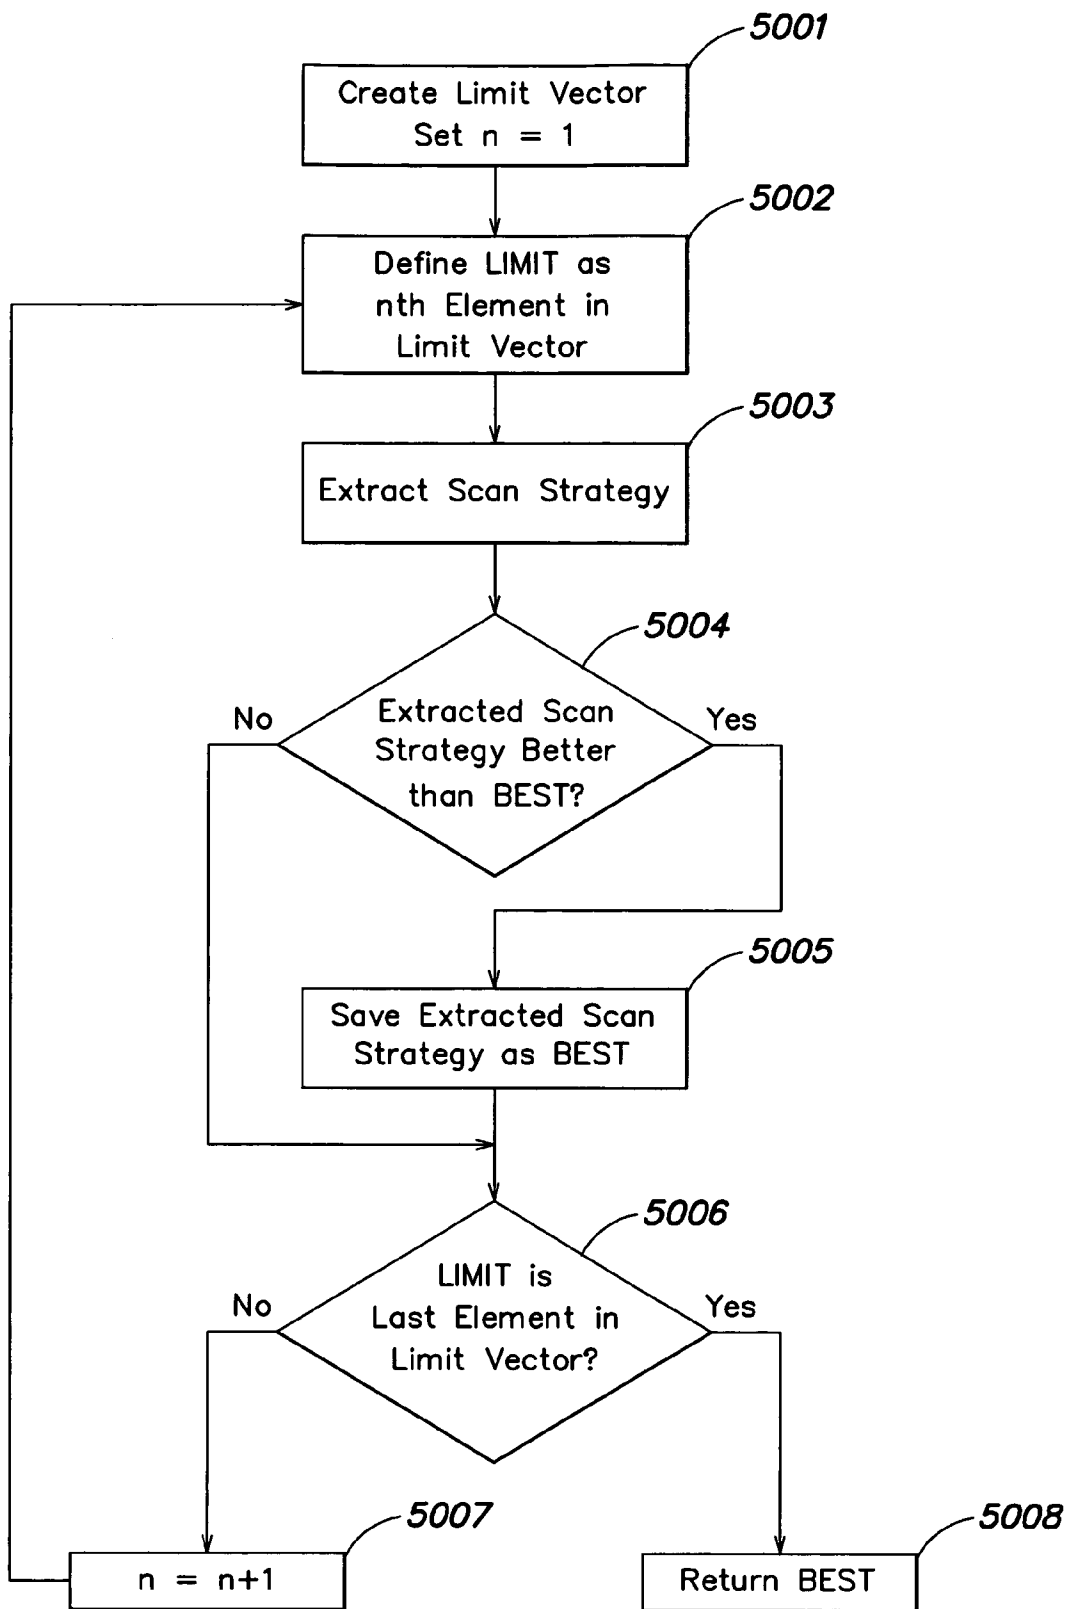 5001
Create Limit Vector
Set n = 1
5002
Define LIMIT as
nth Element in
Limit Vector
5003
Extract Scan Strategy
5004
No
Yes
Extracted Scan
Strategy Better
than BEST?
5005
Save Extracted Scan
Strategy as BEST
5006
No
Yes
LIMIT is
Last Element in
Limit Vector?
5007
n = n+1
5008
Return BEST